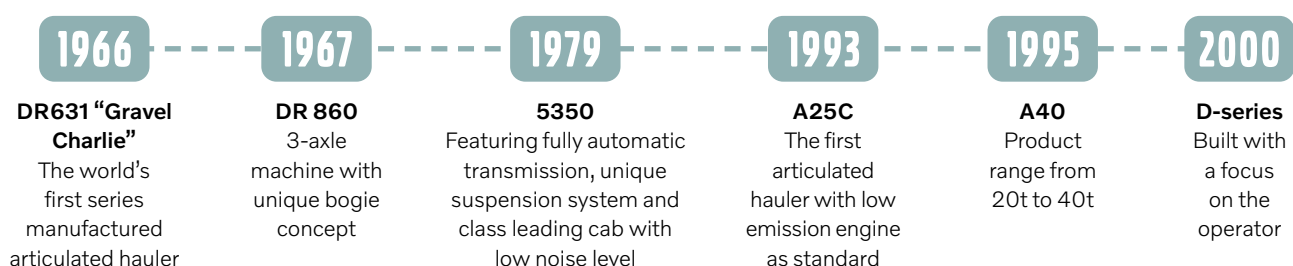 1966
DR631 “Gravel
Charlie”
The world’s
first series
manufactured
articulated hauler
1967
DR 860
3-axle
machine with
unique bogie
concept
1979
5350
Featuring fully automatic
transmission, unique
suspension system and
class leading cab with
low noise level
1993
A25C
The first
articulated
hauler with low
emission engine
as standard
1995
A40
Product
range from
20t to 40t
2000
D-series
Built with
a focus
on the
operator